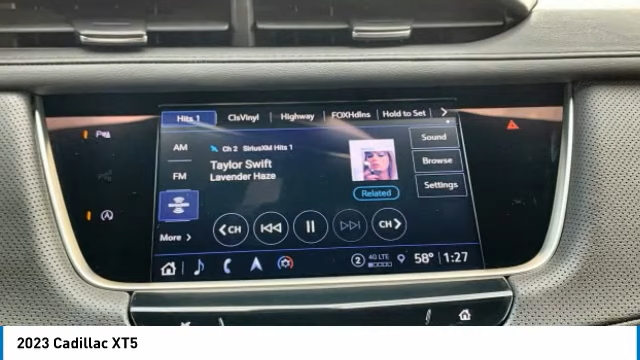 Hits 1 ClsVinyl Highway FOXHdlns Hold to Set
AM Ch 2 SiriusXM Hits 1 Sound
Taylor Swift
Lavender Haze
Browse
FM
Related
Settings
More
CH CH
2 4G LTE 58° 1:27
2023 Cadillac XT5